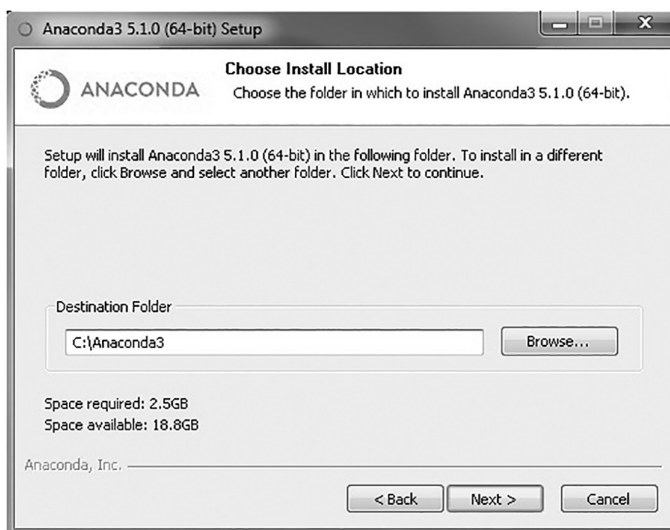 Anaconda3 5.1.0 (64-bit) Setup
ANACONDA
Choose Install Location
Choose the folder in which to install Anaconda3 5.1.0 (64-bit).
Setup will install Anaconda3 5.1.0 (64-bit) in the following folder. To install in a different
folder, click Browse and select another folder. Click Next to continue.
Destination Folder
C:\Anaconda3
Browse...
Space required: 2.5GB
Space available: 18.8GB
Anaconda, Inc.
< Back
Next >
Cancel